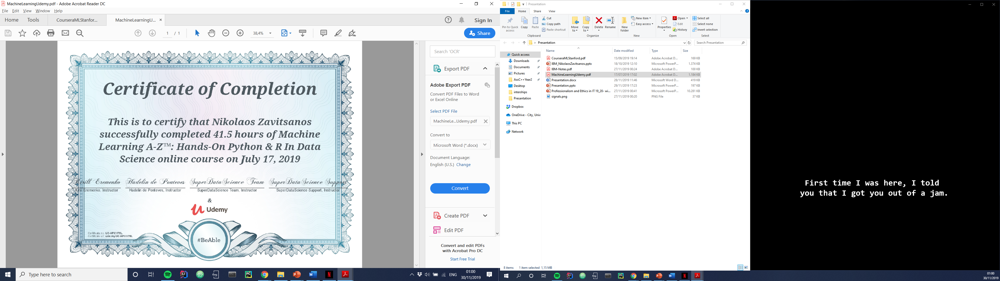 MachineLearningUdemy.pdf - Adobe Acrobat Reader DC
File Edit View Window Help
Home Tools CourseraMLStanfor... MachineLearningU... × Sign In
1 / 1 38,4% Share
Certificate of Completion
This is to certify that Nikolaos Zavitsanos
successfully completed 41.5 hours of Machine
Learning A-Z™: Hands-On Python & R In Data
Science online course on July 17, 2019
Kirill Eremenko Hadelin de Ponteves SuperDataScience Team SuperDataScience Support
Kirill Eremenko, Instructor Hadelin de Ponteves, Instructor SuperDataScience Team, Instructor SuperDataScience Support, Instructor
&
Udemy
Certificate no. UC-HPX1I75L
Certificate url: ude.my/UC-HPX1I75L
#BeAble
Search 'OCR'
Export PDF
Adobe Export PDF
Convert PDF Files to Word
or Excel Online
Select PDF File
MachineLe...Udemy.pdf
Convert to
Microsoft Word (*.docx)
Document Language:
English (U.S.) Change
Convert
Create PDF
Edit PDF
Convert and edit PDFs
with Acrobat Pro DC
Start Free Trial
Type here to search
ENG
01:00
30/11/2019
Presantation
File Home Share View
Pin to Quick access
Copy
Paste
Cut
Copy path
Paste shortcut
Clipboard
Move to
Copy to
Delete
Rename
Organize
New folder
New item
Easy access
New
Properties
Open
Edit
History
Open
Select all
Select none
Invert selection
Select
Presantation Search Presantation
Quick access
Downloads
Documents
Pictures
AssC++Year2
Desktop
interships
Presantation
Dropbox
OneDrive - City, Univ
This PC
Network
Name Date modified Type Size
CourseraMLStanford.pdf 15/09/2019 19:14 Adobe Acrobat D... 169 KB
IBM_NikolaosZavitsanos.pptx 18/10/2019 12:10 Microsoft PowerP... 1.374 KB
IBM-Notes.pdf 27/11/2019 00:24 Adobe Acrobat D... 100 KB
MachineLearningUdemy.pdf 17/07/2019 17:02 Adobe Acrobat D... 1.184 KB
Presantation.docx 28/11/2019 11:46 Microsoft Word D... 419 KB
Presantation.pptx 29/11/2019 17:23 Microsoft PowerP... 197 KB
Professionalism and Ethics in IT 19_20- wi... 27/11/2019 00:41 Microsoft PowerP... 10.281 KB
signals.png 27/11/2019 00:20 PNG File 37 KB
8 items 1 item selected 1,15 MB
First time I was here, I told
you that I got you out of a jam.
01:00
30/11/2019